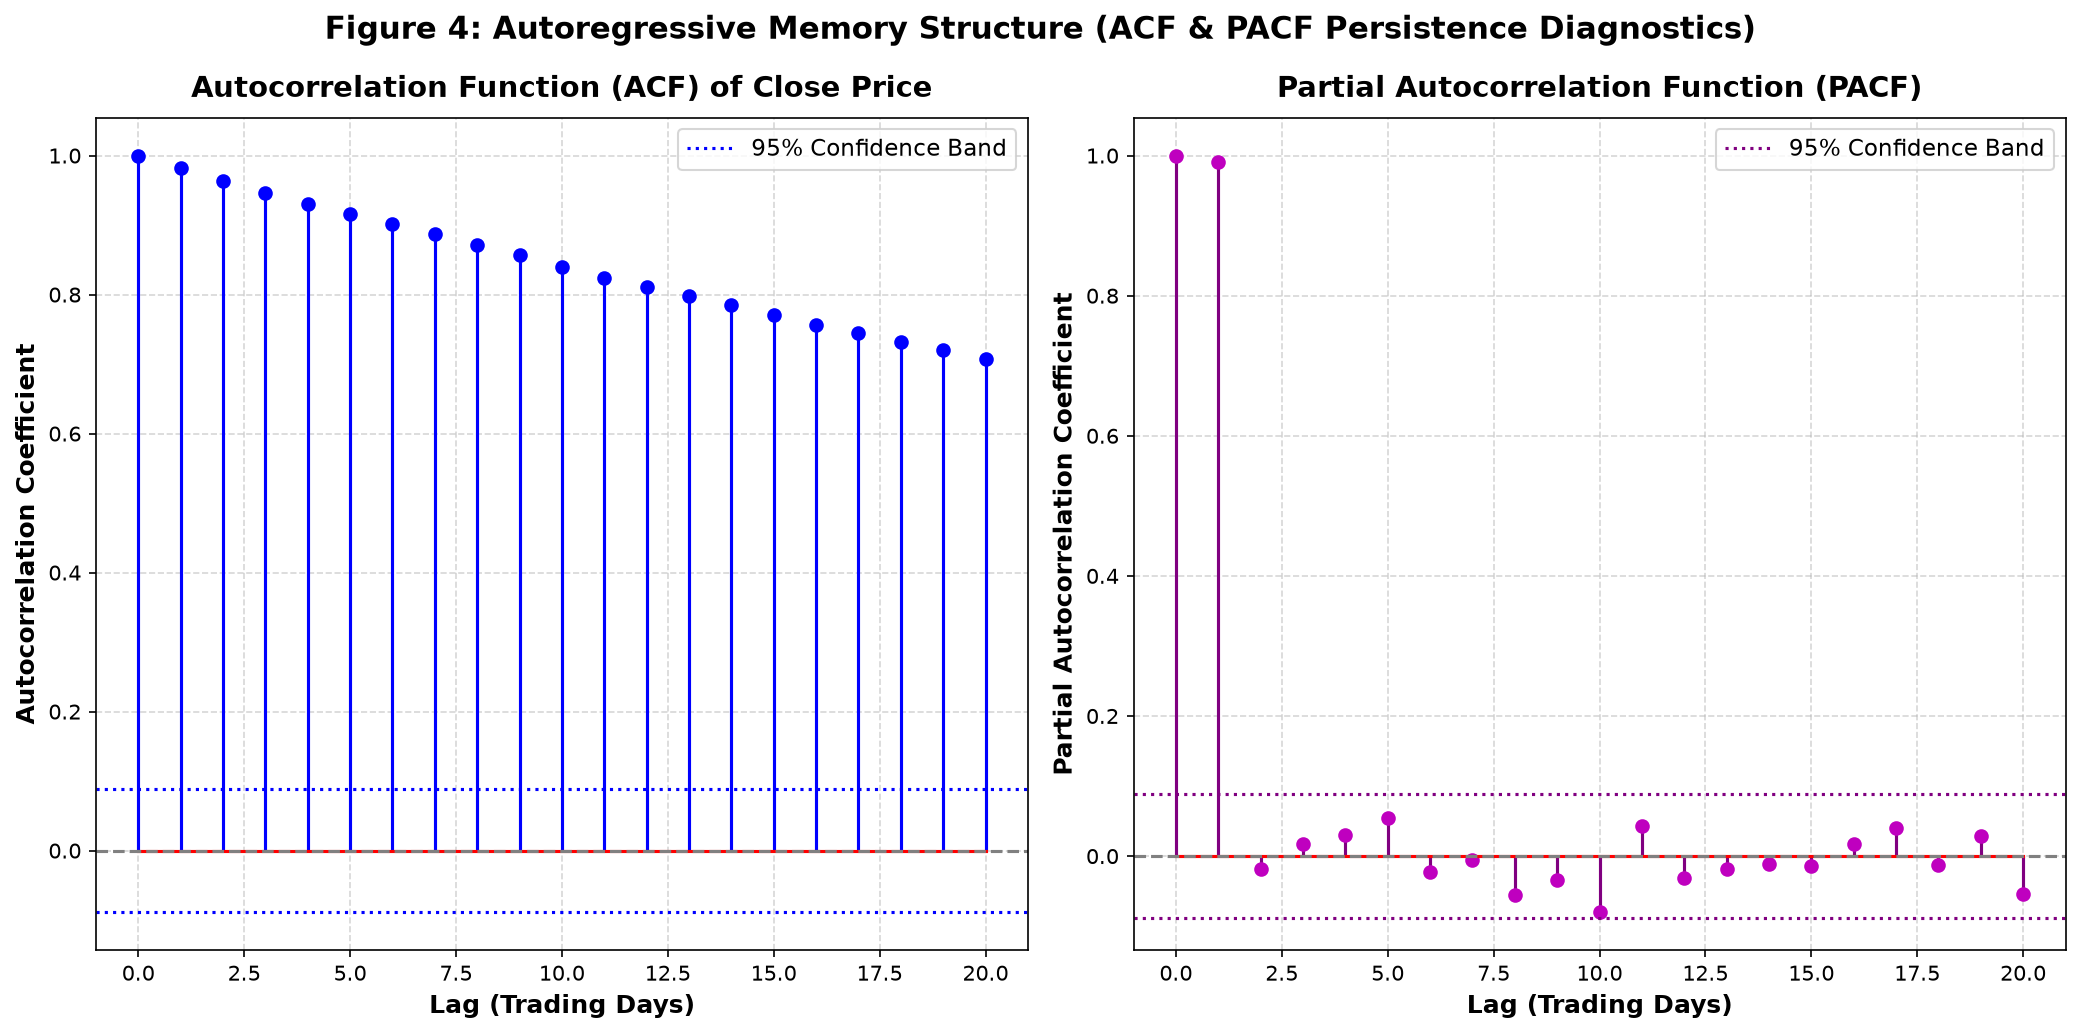 Figure 4: Autoregressive Memory Structure (ACF & PACF Persistence Diagnostics)
Autocorrelation Function (ACF) of Close Price
95% Confidence Band
Autocorrelation Coefficient
1.0
0.8
0.6
0.4
0.2
0.0
0.0 2.5 5.0 7.5 10.0 12.5 15.0 17.5 20.0
Lag (Trading Days)
Partial Autocorrelation Function (PACF)
95% Confidence Band
Partial Autocorrelation Coefficient
1.0
0.8
0.6
0.4
0.2
0.0
0.0 2.5 5.0 7.5 10.0 12.5 15.0 17.5 20.0
Lag (Trading Days)